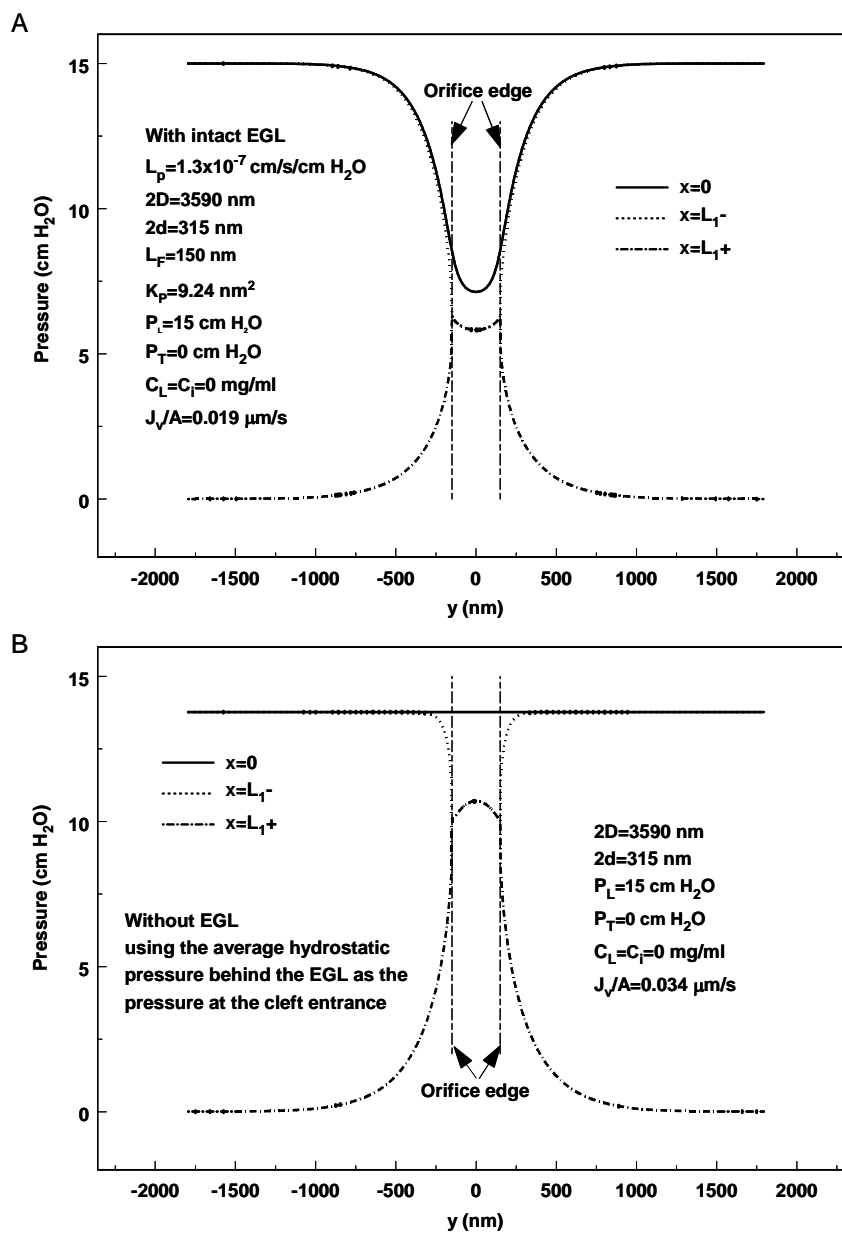 A
15
10
5
0
Pressure (cm H2O)
Orifice edge
With intact EGL
Lp=1.3x10-7 cm/s/cm H2O
2D=3590 nm
2d=315 nm
LF=150 nm
KP=9.24 nm2
PL=15 cm H2O
PT=0 cm H2O
CL=Ci=0 mg/ml
Jv/A=0.019 μm/s
x=0
x=L1-
x=L1+
-2000 -1500 -1000 -500 0 500 1000 1500 2000
y (nm)
B
15
10
5
0
Pressure (cm H2O)
x=0
x=L1-
x=L1+
Without EGL
using the average hydrostatic
pressure behind the EGL as the
pressure at the cleft entrance
2D=3590 nm
2d=315 nm
PL=15 cm H2O
PT=0 cm H2O
CL=Ci=0 mg/ml
Jv/A=0.034 μm/s
Orifice edge
-2000 -1500 -1000 -500 0 500 1000 1500 2000
y (nm)